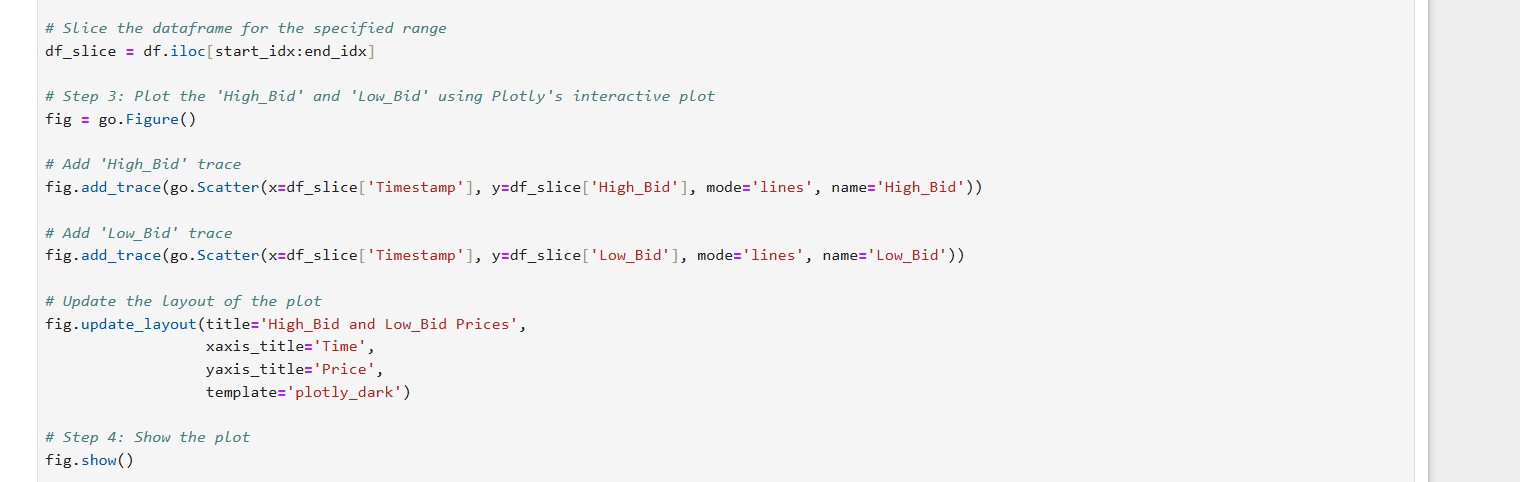 # Slice the dataframe for the specified range
df_slice = df.iloc[start_idx:end_idx]
# Step 3: Plot the 'High_Bid' and 'Low_Bid' using Plotly's interactive plot
fig = go.Figure()
# Add 'High_Bid' trace
fig.add_trace(go.Scatter(x=df_slice['Timestamp'], y=df_slice['High_Bid'], mode='lines', name='High_Bid'))
# Add 'Low_Bid' trace
fig.add_trace(go.Scatter(x=df_slice['Timestamp'], y=df_slice['Low_Bid'], mode='lines', name='Low_Bid'))
# Update the layout of the plot
fig.update_layout(title='High_Bid and Low_Bid Prices',
                  xaxis_title='Time',
                  yaxis_title='Price',
                  template='plotly_dark')
# Step 4: Show the plot
fig.show()